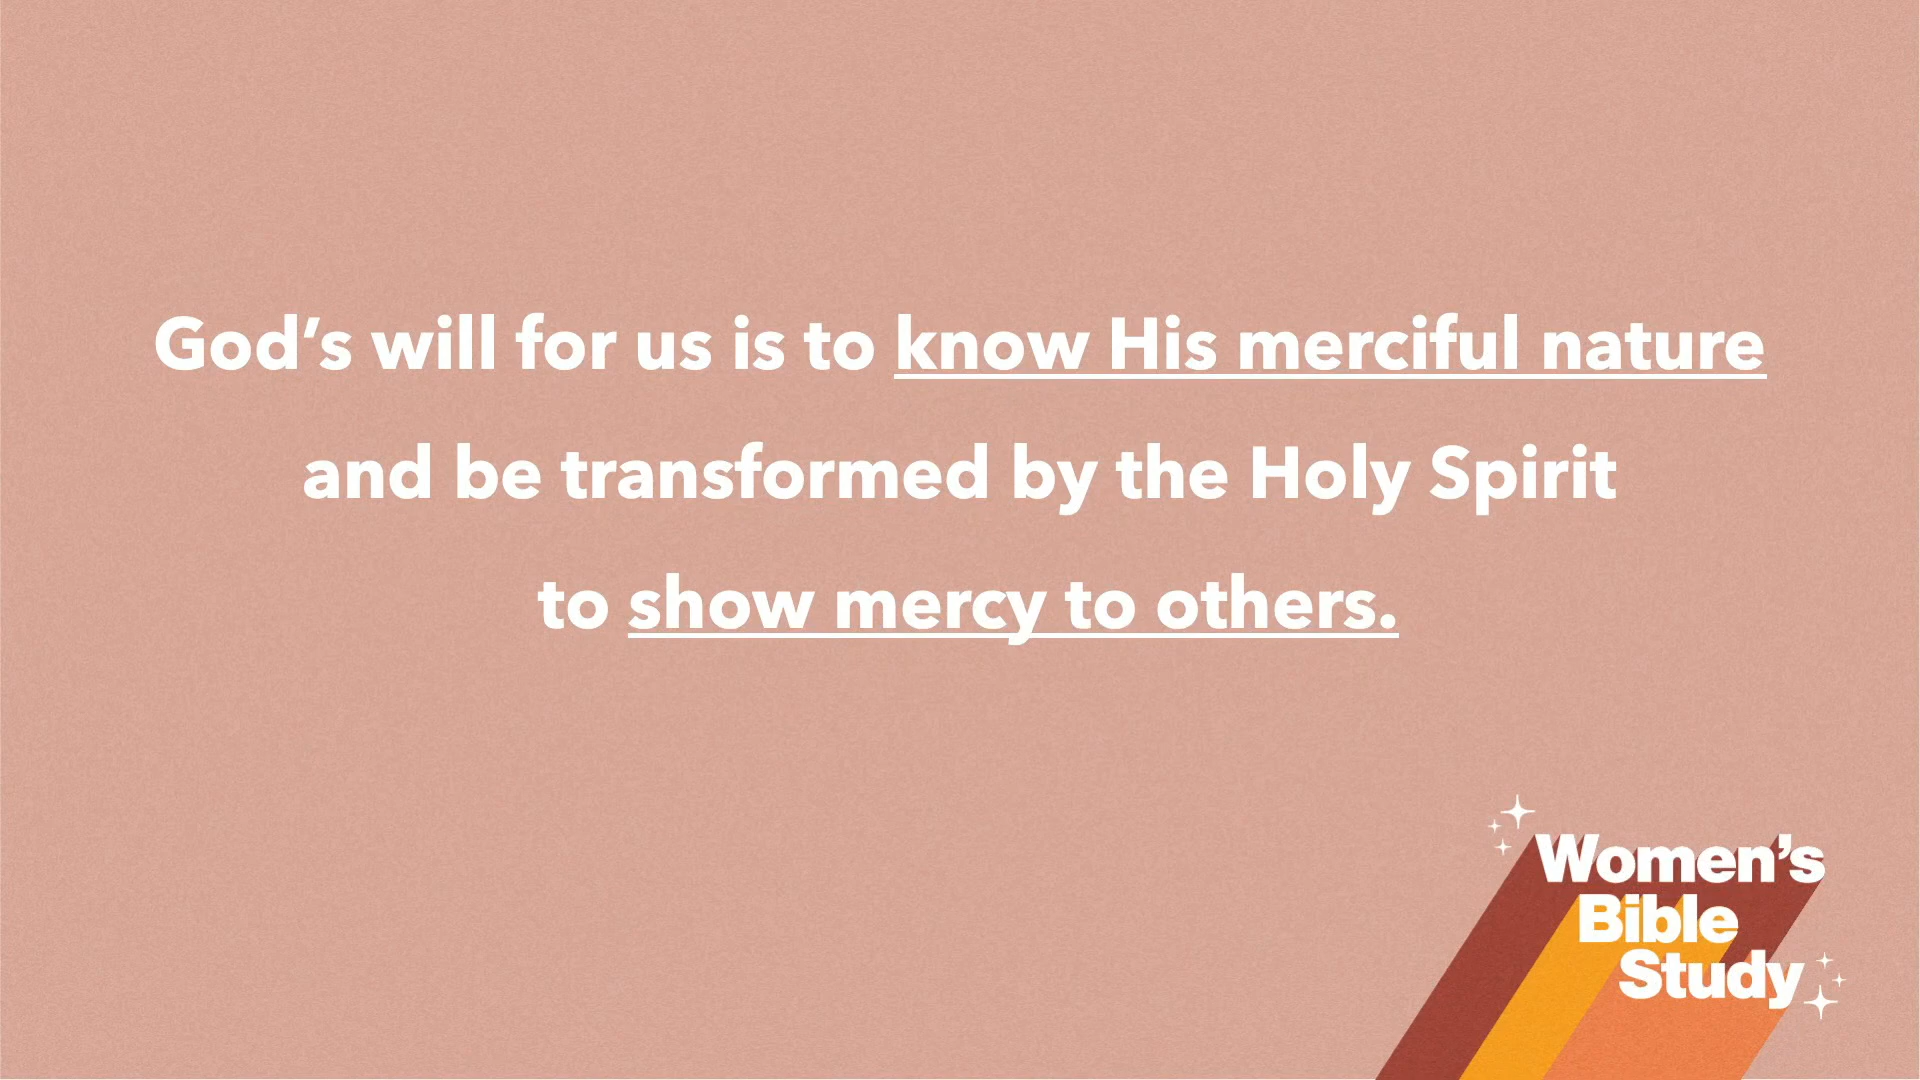 God’s will for us is to know His merciful nature
and be transformed by the Holy Spirit
to show mercy to others.
Women’s
Bible
Study